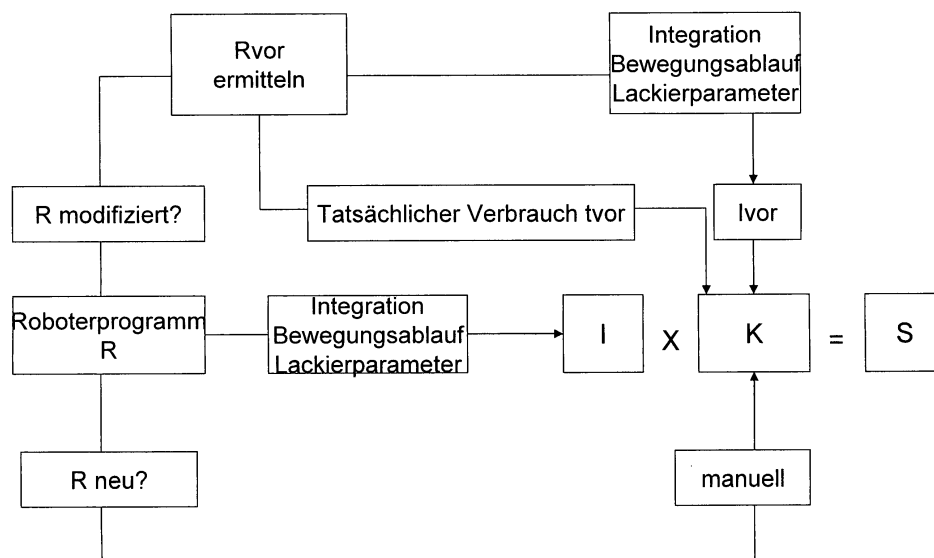 Rvor
ermitteln
Integration
Bewegungsablauf
Lackierparameter
R modifiziert?
Tatsächlicher Verbrauch tvor
Ivor
Roboterprogramm
R
Integration
Bewegungsablauf
Lackierparameter
I X K = S
R neu?
manuell